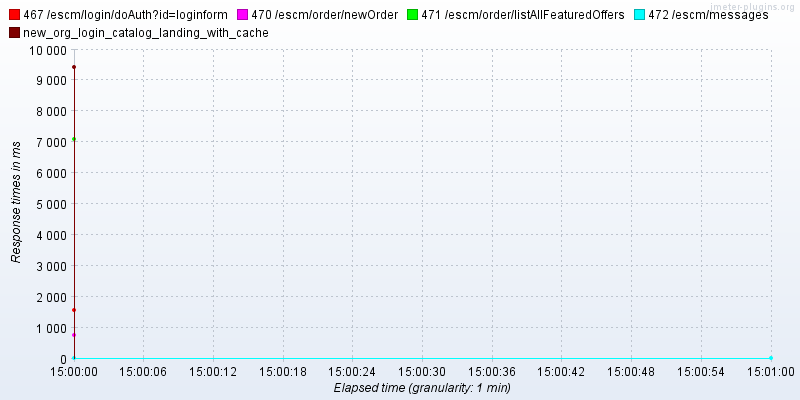 467 /escm/login/doAuth?id=loginform 470 /escm/order/newOrder 471 /escm/order/listAllFeaturedOffers 472 /escm/messages
jmeter-plugins.org
new_org_login_catalog_landing_with_cache
10 000
9 000
8 000
7 000
6 000
5 000
4 000
3 000
2 000
1 000
0
Response times in ms
15:00:00 15:00:06 15:00:12 15:00:18 15:00:24 15:00:30 15:00:36 15:00:42 15:00:48 15:00:54 15:01:00
Elapsed time (granularity: 1 min)